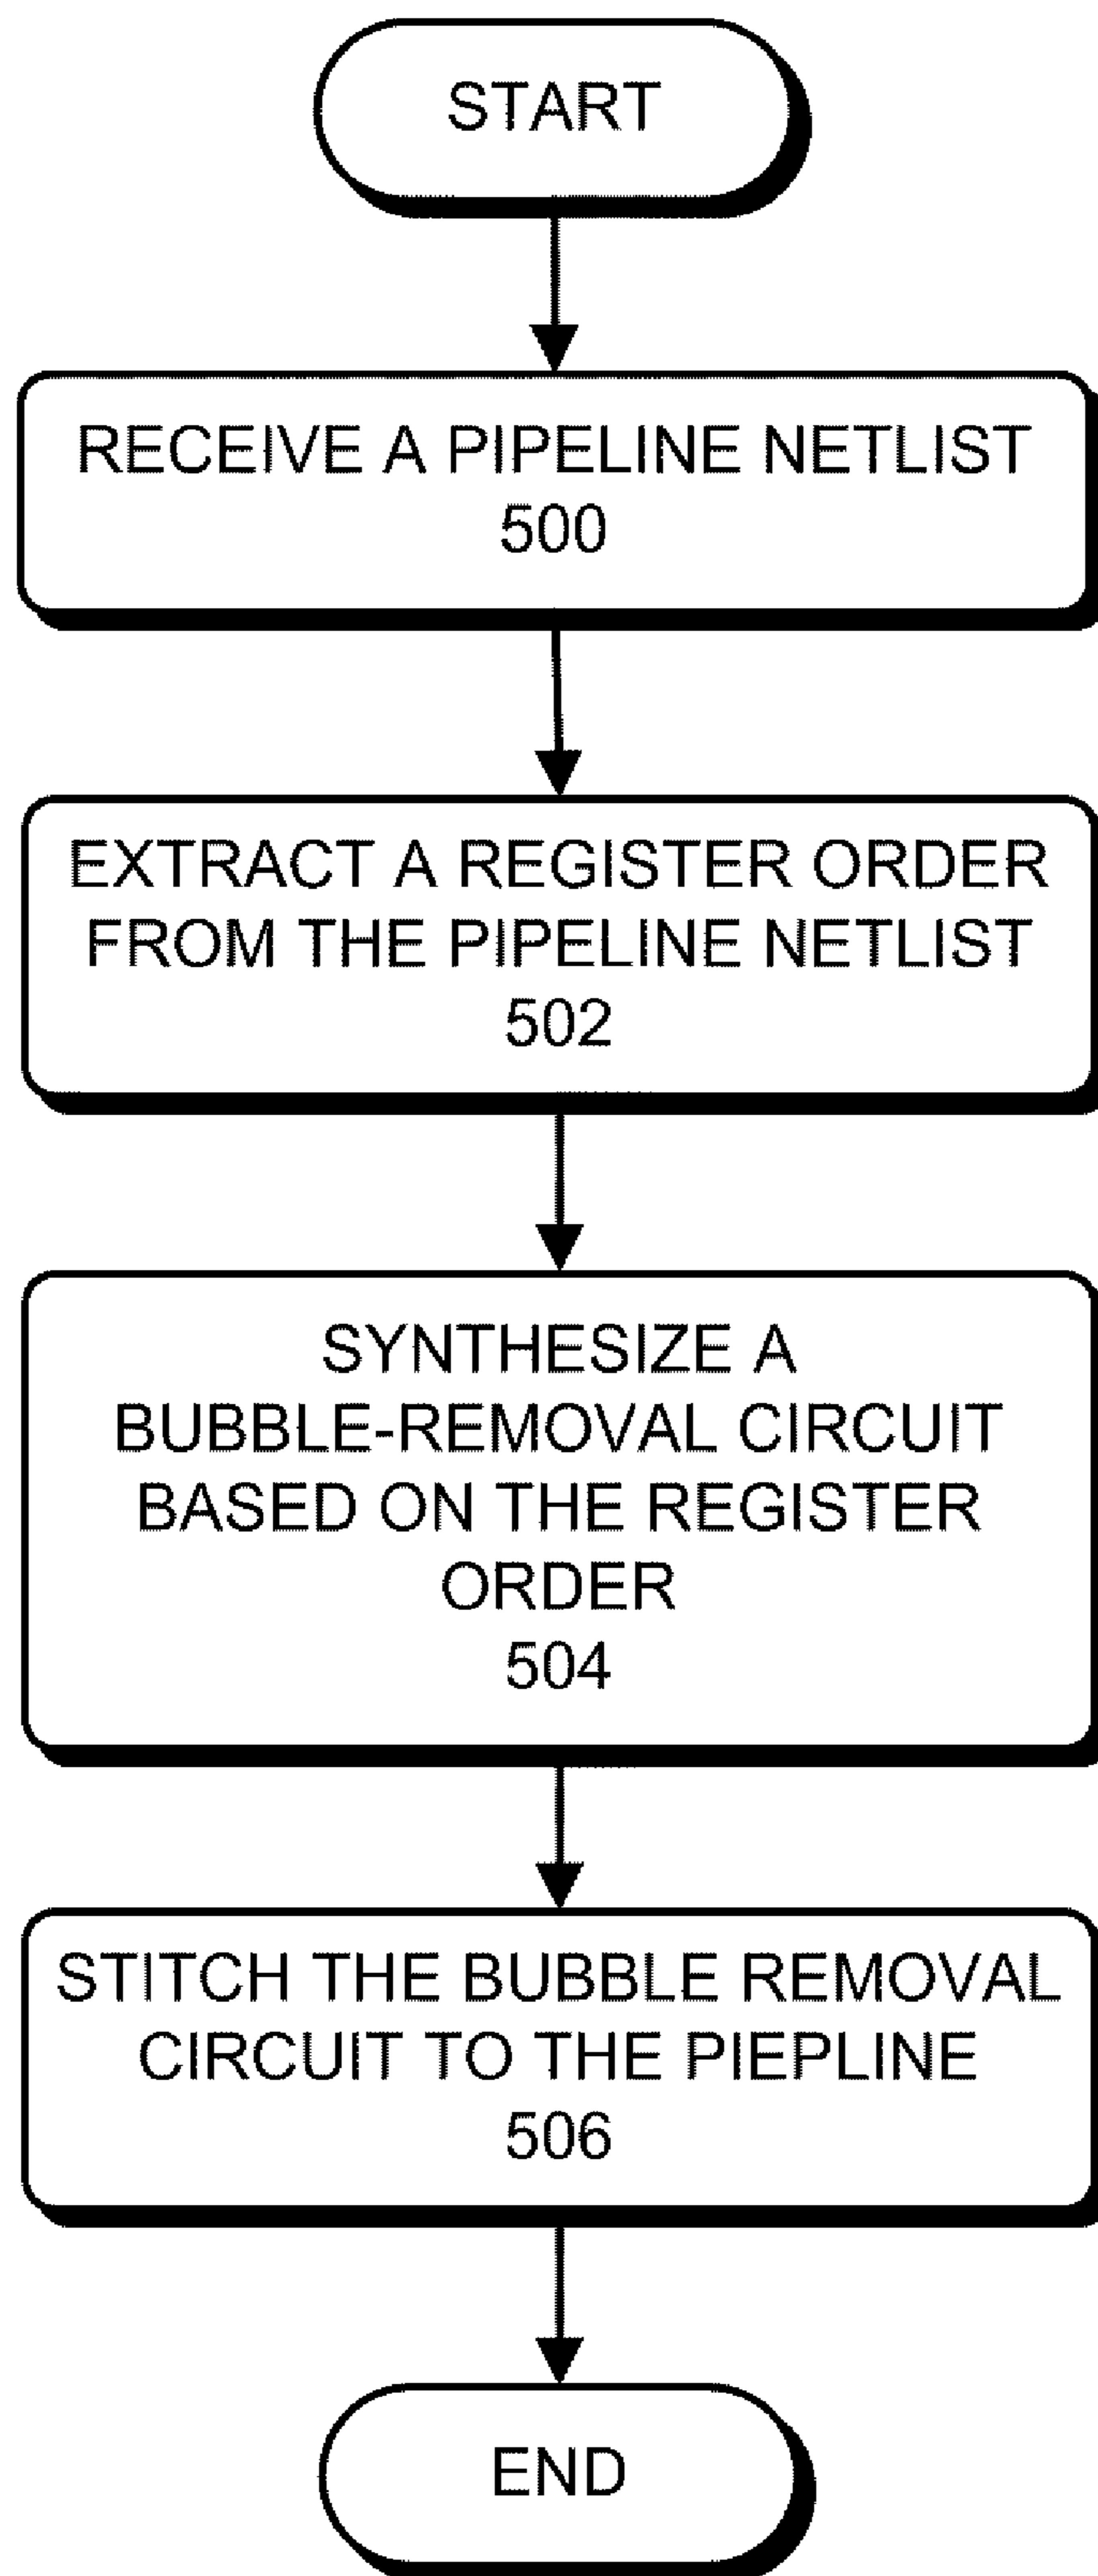 START
RECEIVE A PIPELINE NETLIST
500
EXTRACT A REGISTER ORDER
FROM THE PIPELINE NETLIST
502
SYNTHESIZE A
BUBBLE-REMOVAL CIRCUIT
BASED ON THE REGISTER
ORDER
504
STITCH THE BUBBLE REMOVAL
CIRCUIT TO THE PIEPLINE
506
END